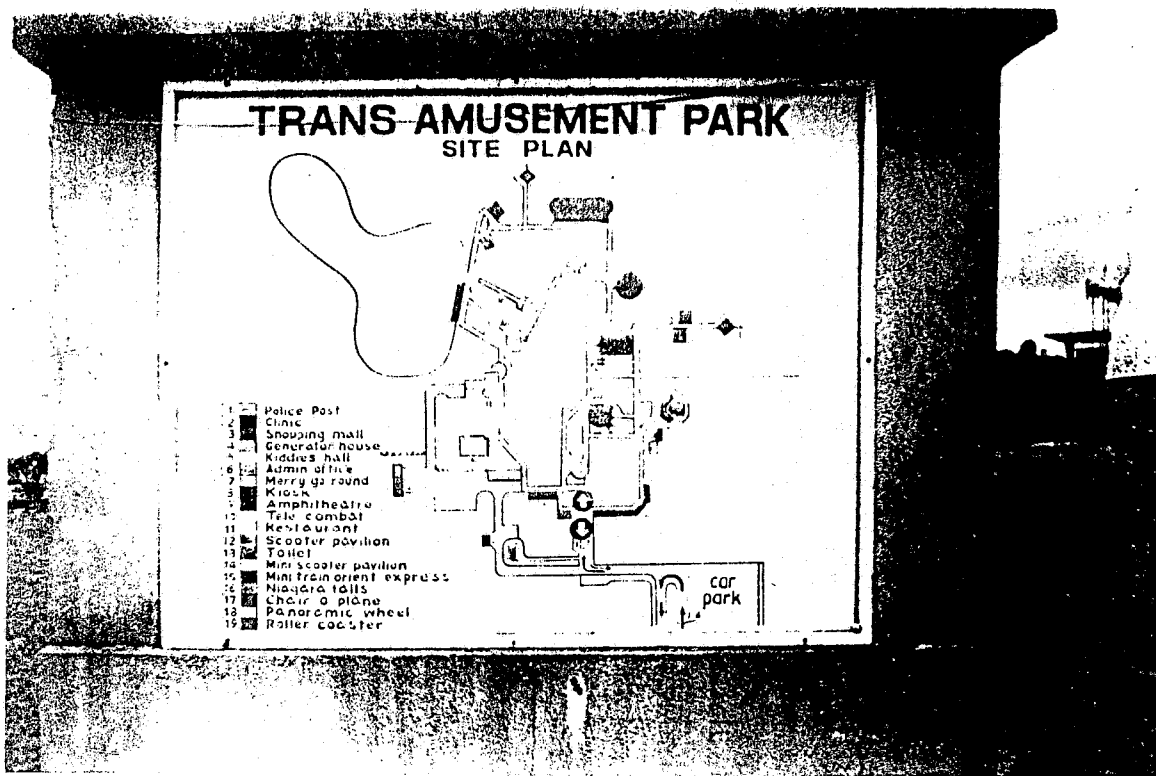 TRANS AMUSEMENT PARK
SITE PLAN
1 Police Post
2 Clinic
3 Shopping mall
4 Generator house
5 Kiddies hall
6 Admin office
7 Merry go round
8 Kiosk
9 Amphitheatre
10 Tele combat
11 Restaurant
12 Scooter pavilion
13 Toilet
14 Mini scooter pavilion
15 Mini train orient express
16 Niagara falls
17 Chair o plane
18 Panoramic wheel
19 Roller coaster
car
park